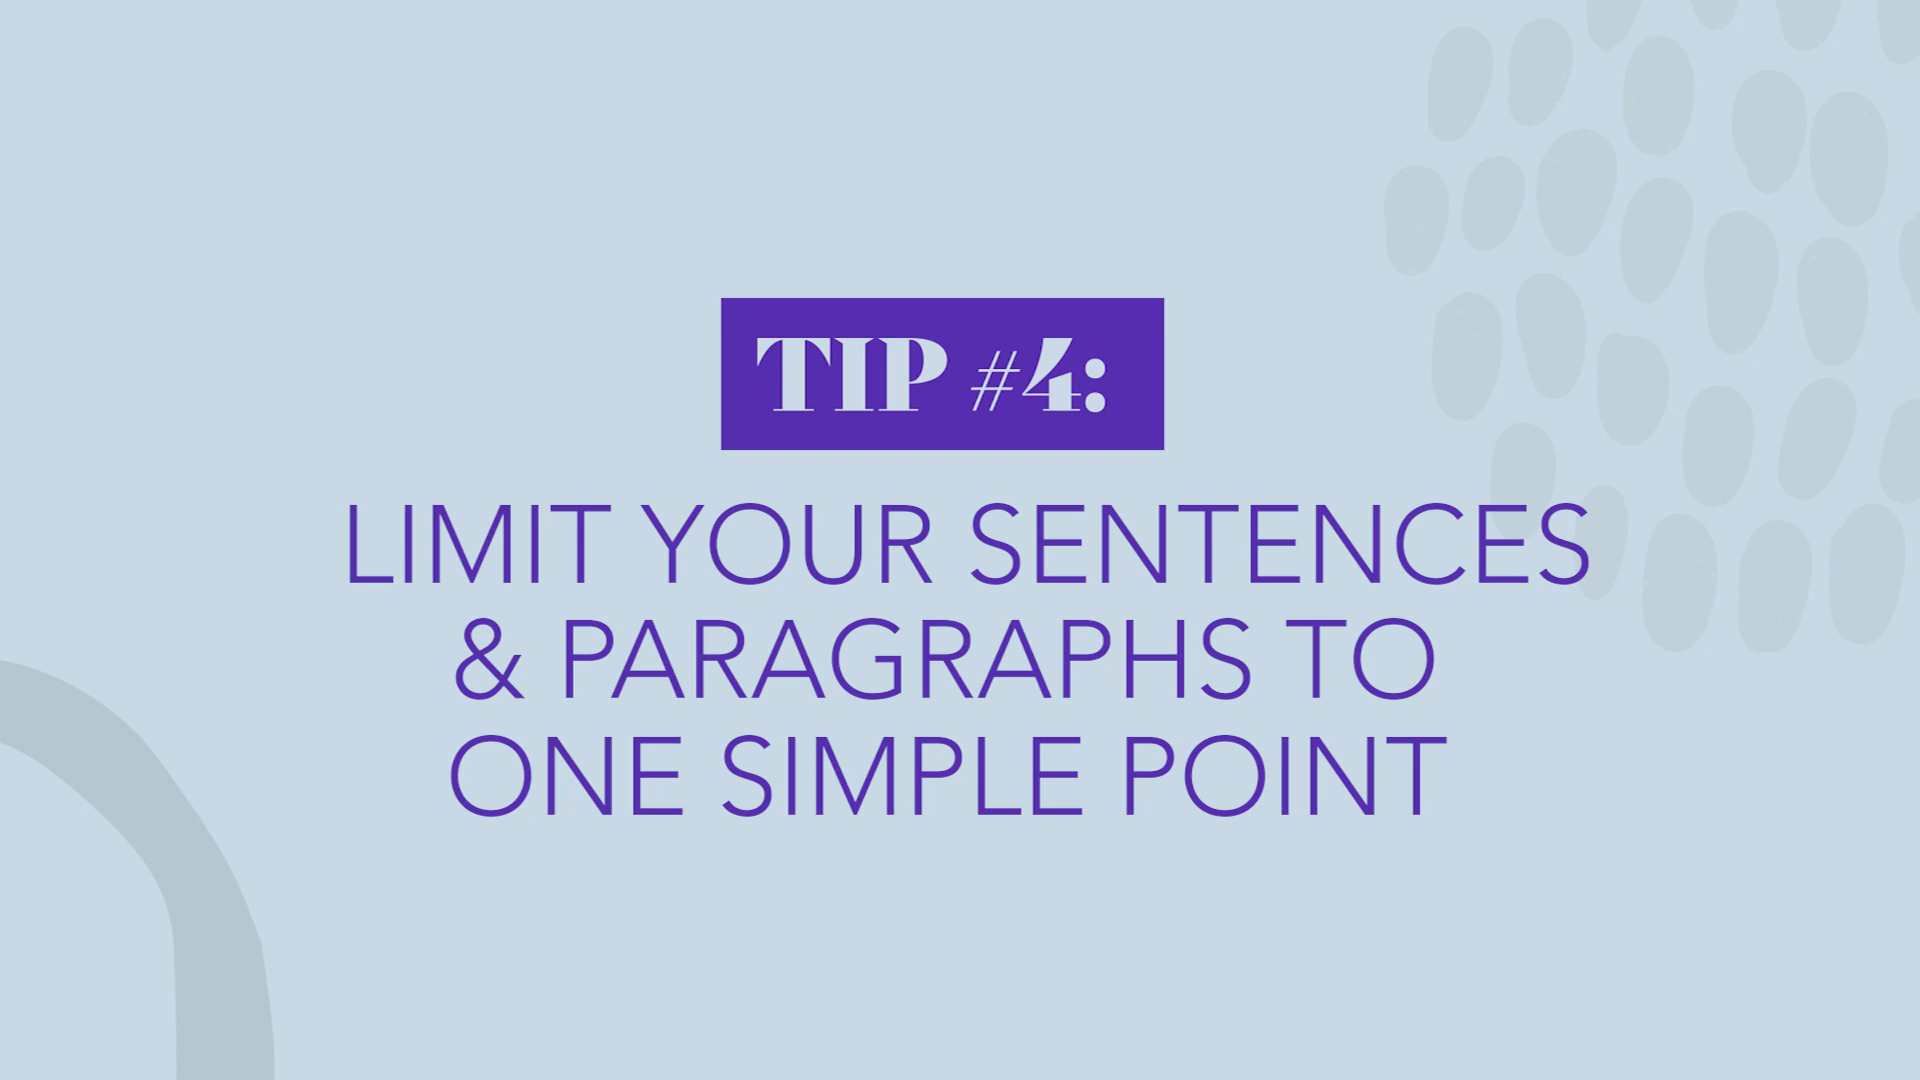 TIP #4:
LIMIT YOUR SENTENCES
& PARAGRAPHS TO
ONE SIMPLE POINT